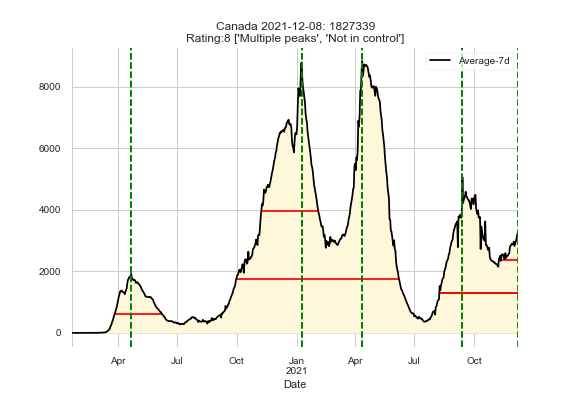 Canada 2021-12-08: 1827339
Rating:8 ['Multiple peaks', 'Not in control']
Average-7d
8000
6000
4000
2000
0
Apr Jul Oct Jan Apr Jul Oct
2021
Date